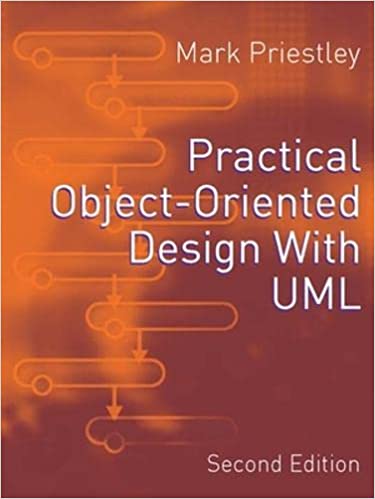 Mark Priestley
Practical
Object-Oriented
Design With
UML
Second Edition